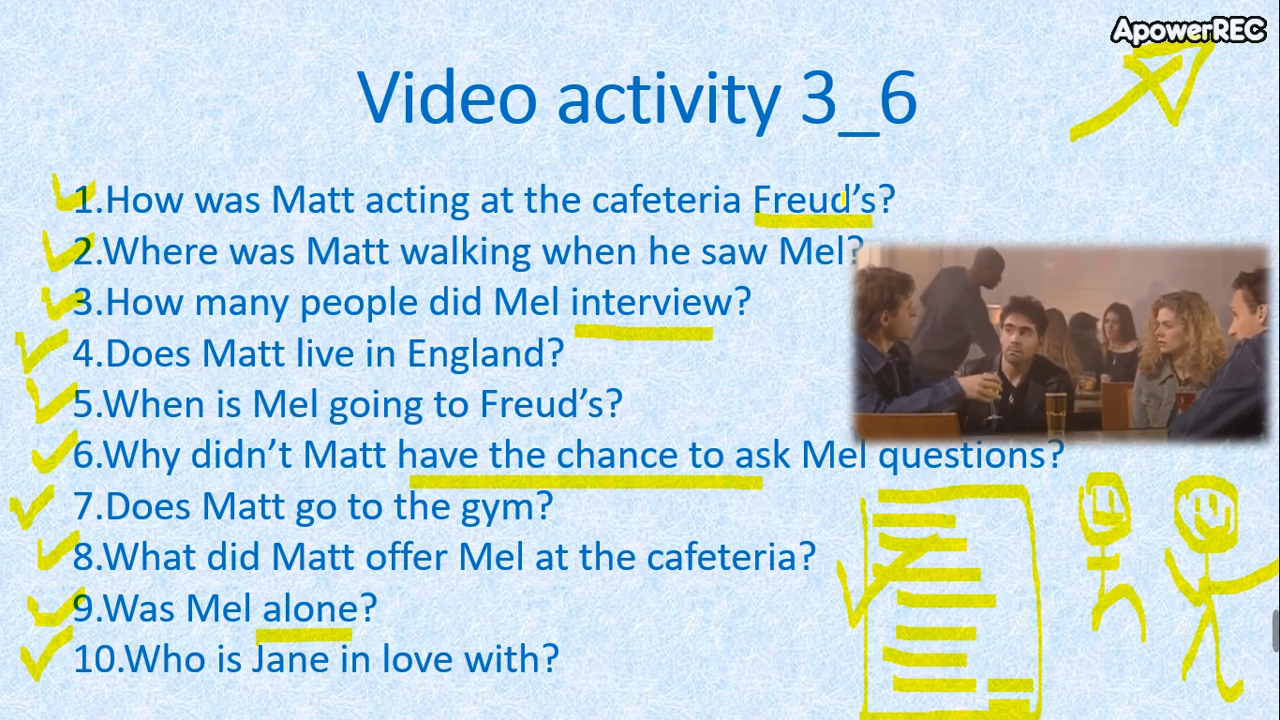 ApowerREC
Video activity 3_6
1.How was Matt acting at the cafeteria Freud’s?
2.Where was Matt walking when he saw Mel?
3.How many people did Mel interview?
4.Does Matt live in England?
5.When is Mel going to Freud’s?
6.Why didn’t Matt have the chance to ask Mel questions?
7.Does Matt go to the gym?
8.What did Matt offer Mel at the cafeteria?
9.Was Mel alone?
10.Who is Jane in love with?